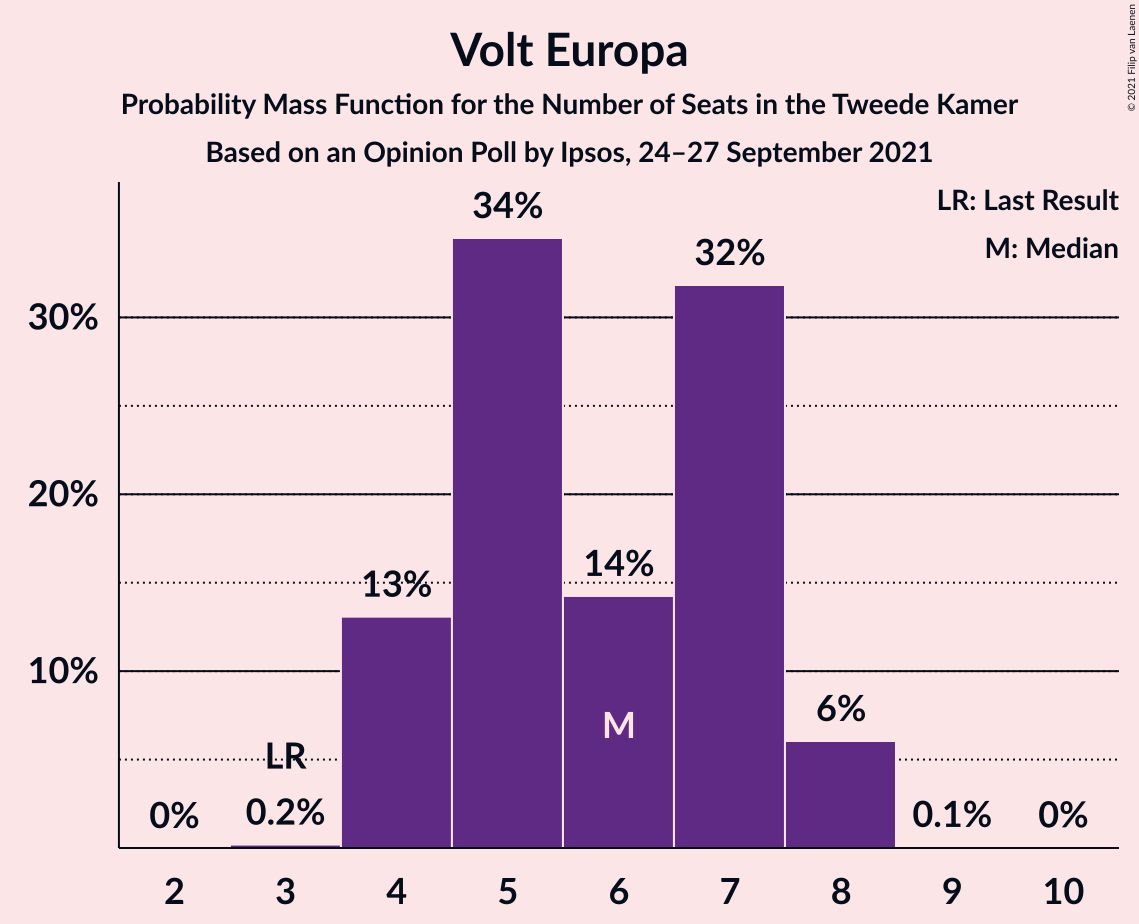 Volt Europa
Probability Mass Function for the Number of Seats in the Tweede Kamer
Based on an Opinion Poll by Ipsos, 24–27 September 2021
© 2021 Filip van Laenen
LR: Last Result
M: Median
34%
32%
30%
20%
14%
13%
10%
M
6%
LR
0%
0.2%
0.1%
0%
2 3 4 5 6 7 8 9 10